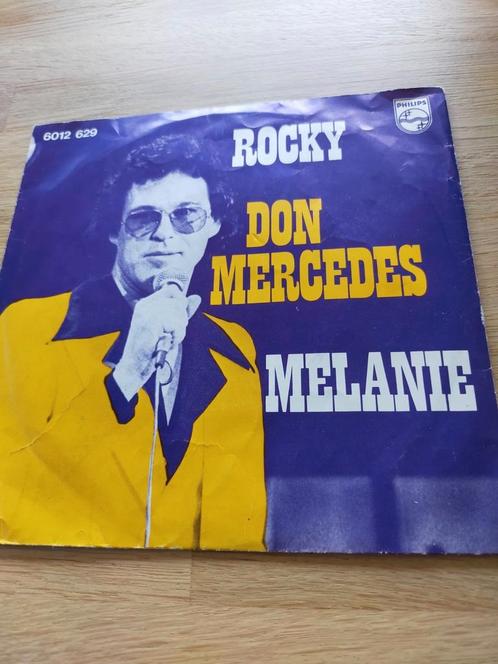 PHILIPS
6012 629
ROCKY
DON
MERCEDES
MELANIE